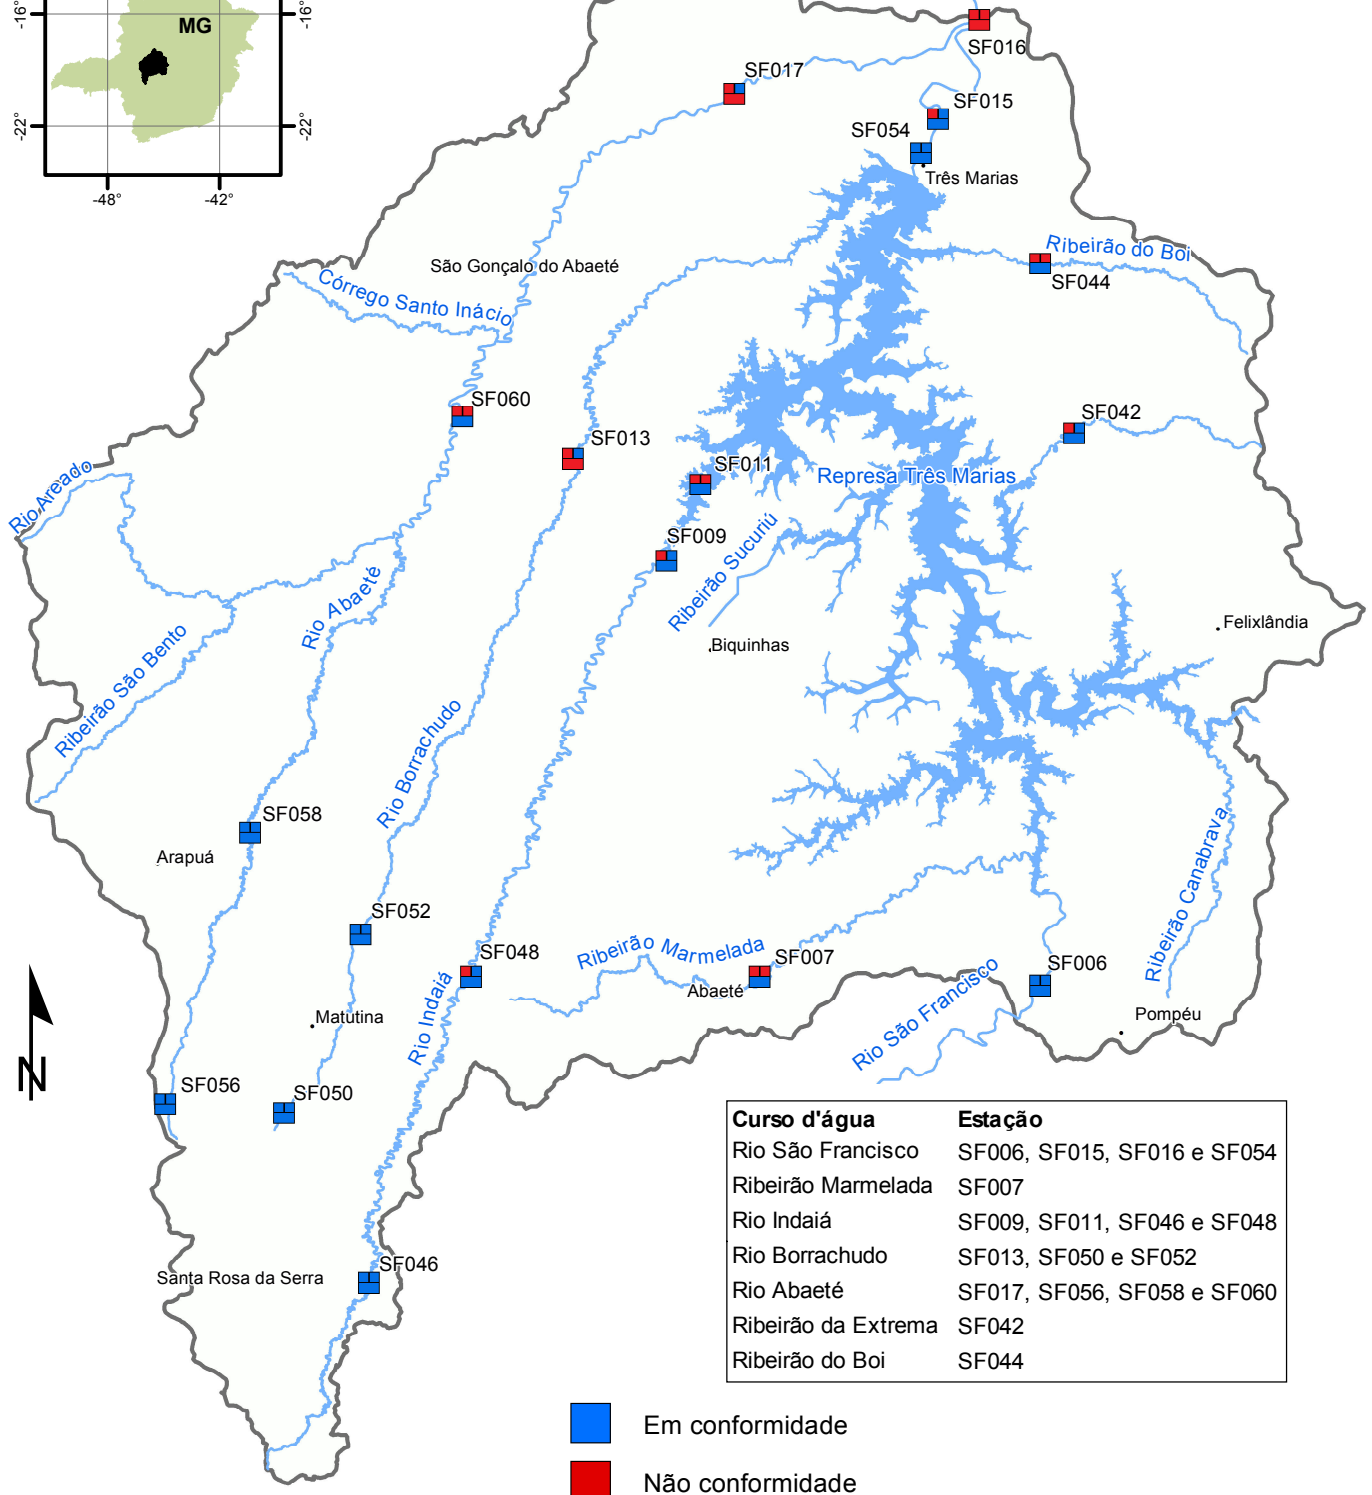 -16°
-16°
MG
-22°
-22°
-48°
-42°
SF016
SF017
SF015
SF054
Três Marias
Ribeirão do Boi
São Gonçalo do Abaeté
SF044
Córrego Santo Inácio
SF060
SF042
SF013
SF011
Represa Três Marias
Rio Areado
SF009
Ribeirão Sucuriú
Rio Abaeté
Felixlândia
Biquinhas
Ribeirão São Bento
Rio Borrachudo
SF058
Arapuá
Ribeirão Canabrava
SF052
SF048
Ribeirão Marmelada
SF007
SF006
Abaeté
Rio São Francisco
Rio Indaiá
Matutina
Pompéu
N
SF056
SF050
Curso d'água Estação
Rio São Francisco SF006, SF015, SF016 e SF054
Ribeirão Marmelada SF007
Rio Indaiá SF009, SF011, SF046 e SF048
Rio Borrachudo SF013, SF050 e SF052
Rio Abaeté SF017, SF056, SF058 e SF060
Ribeirão da Extrema SF042
Ribeirão do Boi SF044
SF046
Santa Rosa da Serra
Em conformidade
Não conformidade